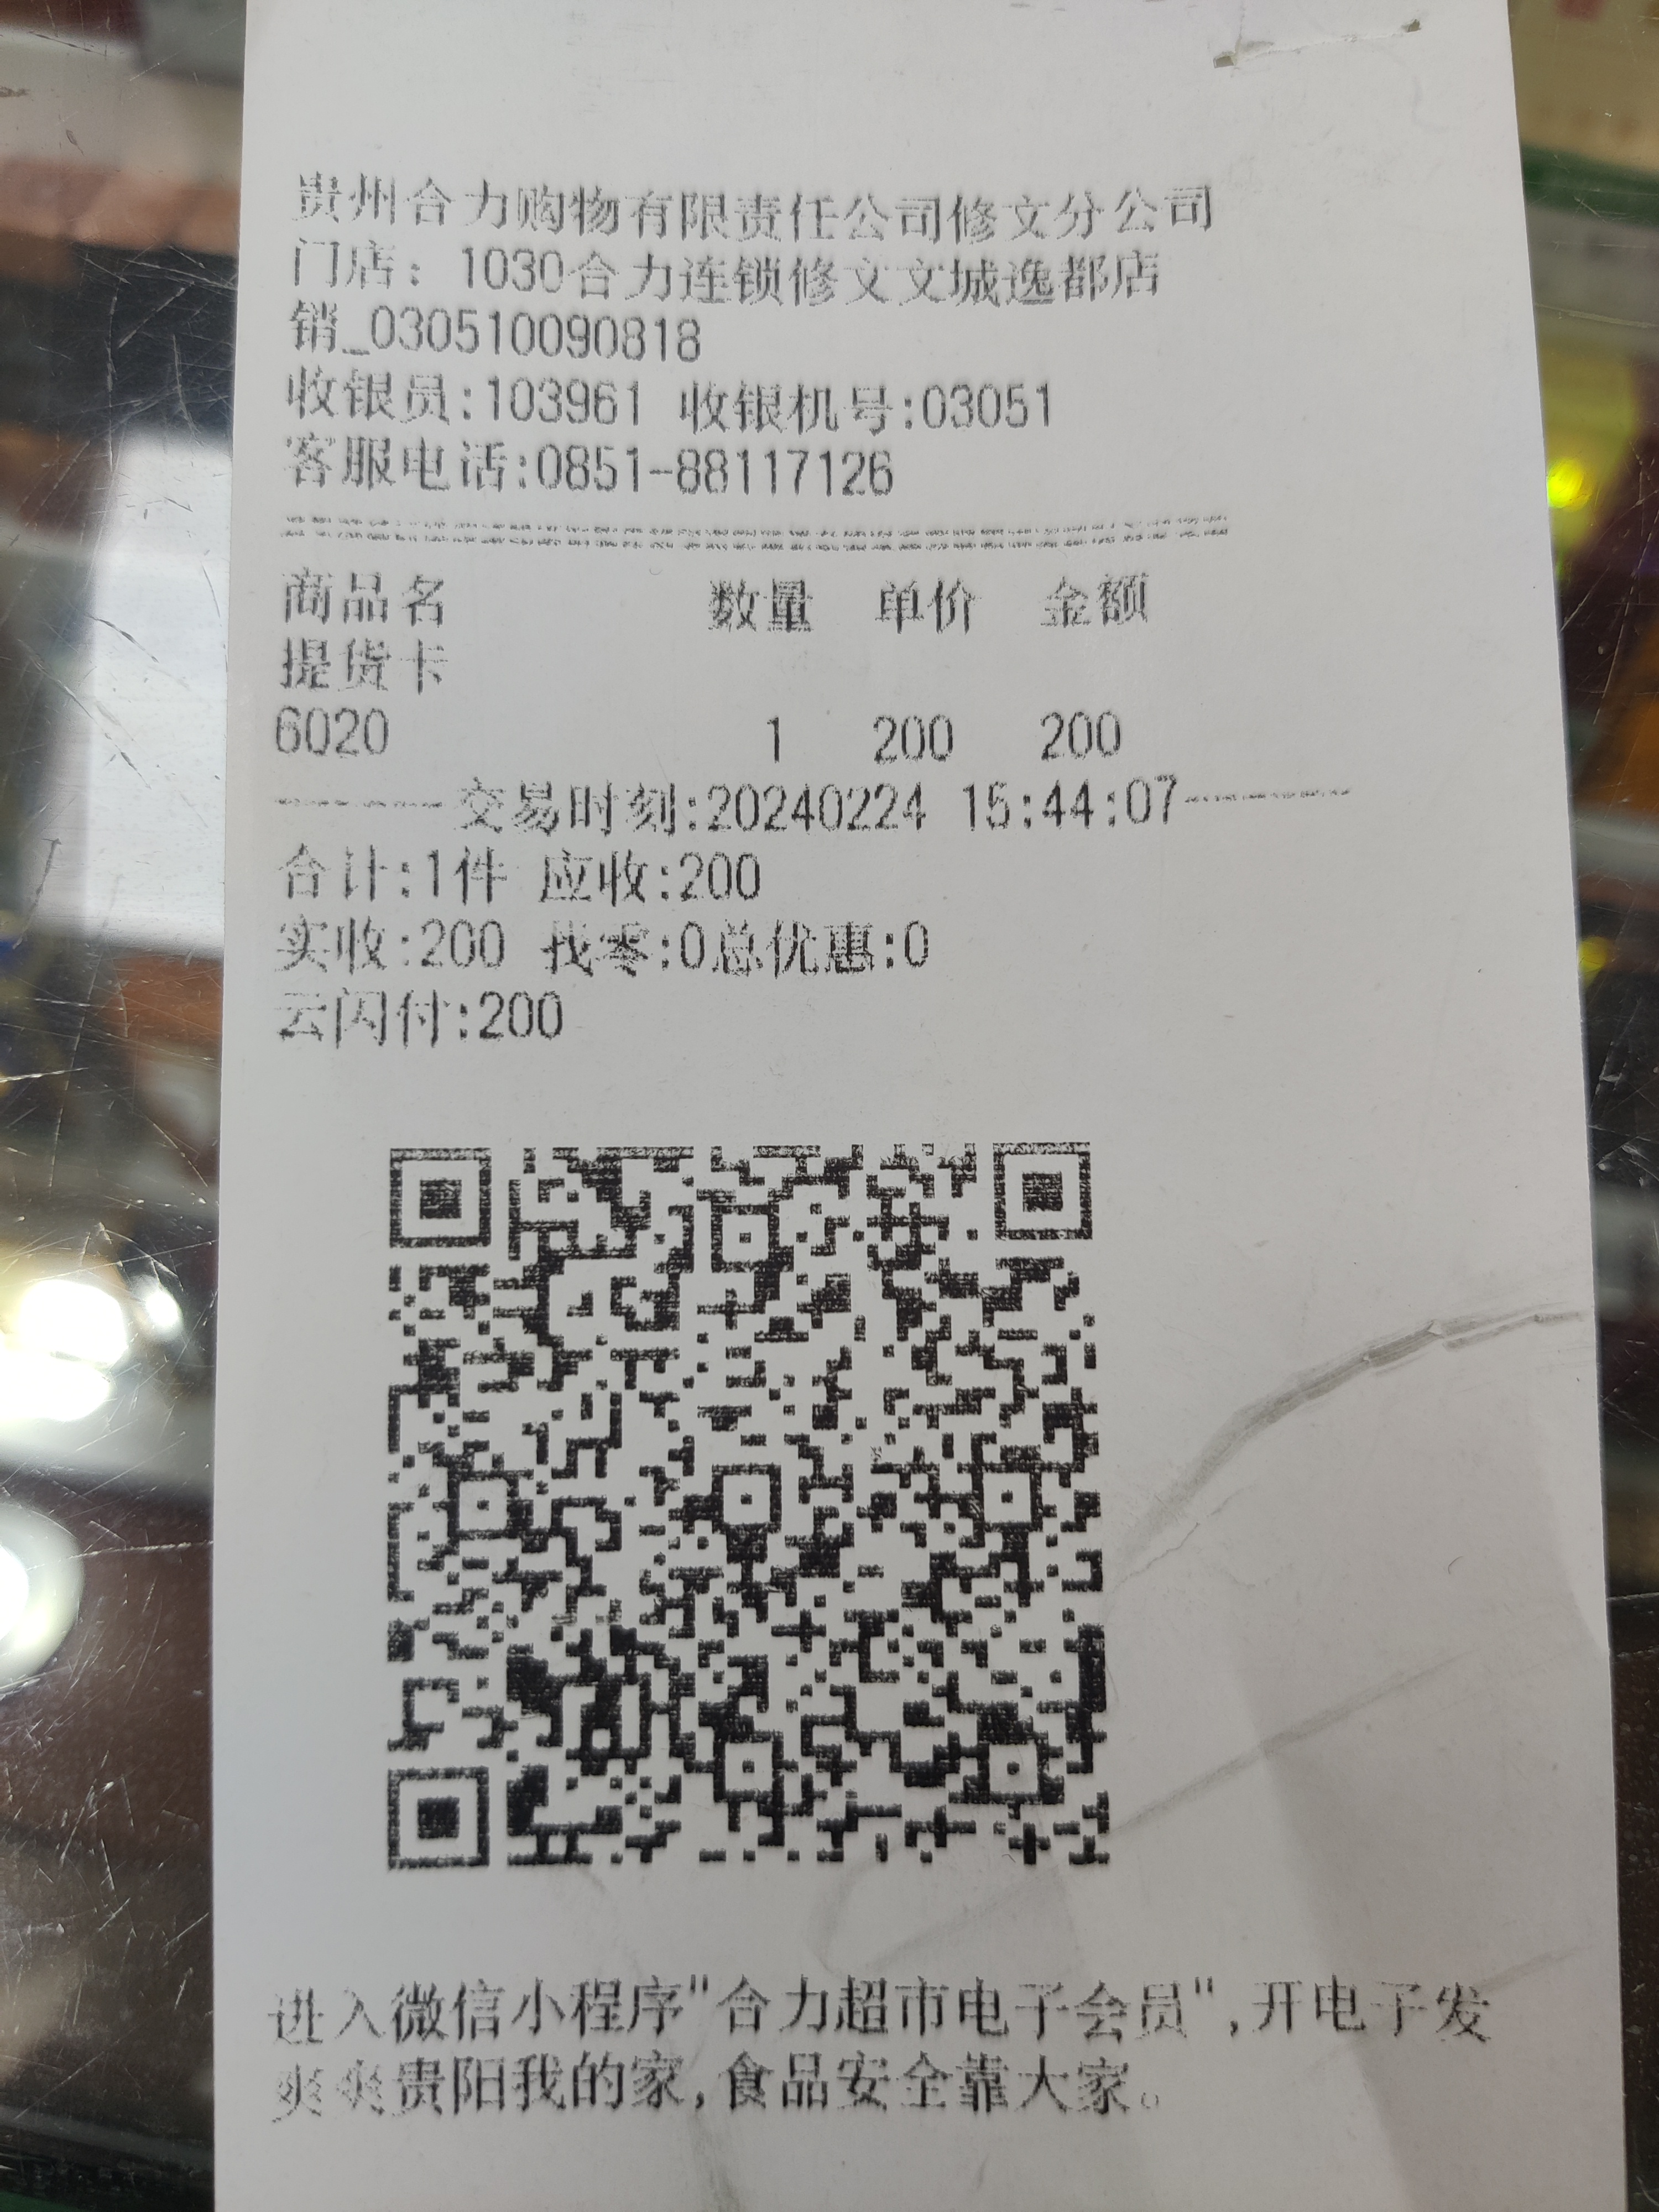 贵州合力购物有限责任公司修文分公司
门店：1030合力连锁修文文城逸都店
销_030510090818
收银员:103961 收银机号:03051
客服电话:0851-88117126
商品名 数量 单价 金额
提货卡
6020 1 200 200
--------交易时刻:20240224 15:44:07--------
合计:1件 应收:200
实收:200 找零:0总优惠:0
云闪付:200
进入微信小程序"合力超市电子会员",开电子发
爽爽贵阳我的家,食品安全靠大家。